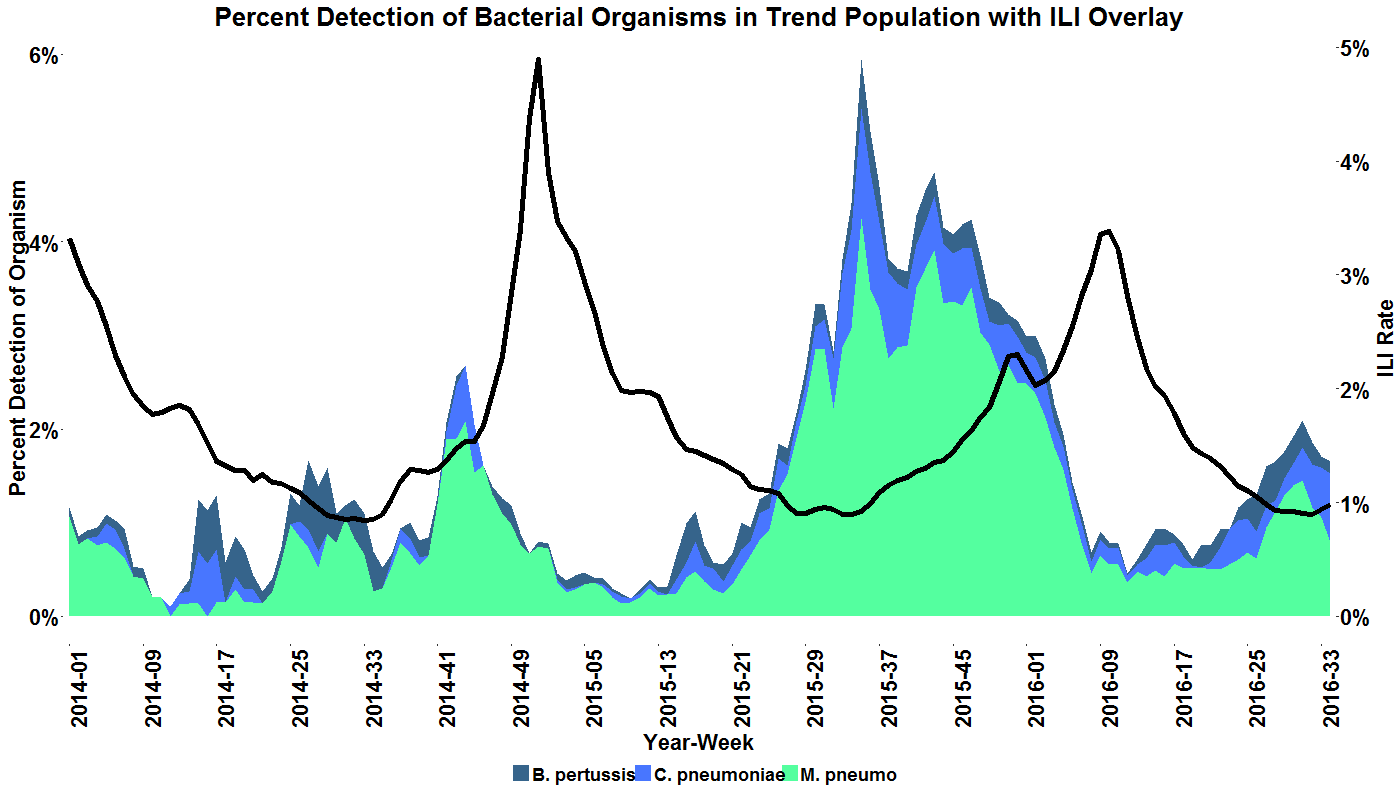 Percent Detection of Bacterial Organisms in Trend Population with ILI Overlay
6%
4%
2%
0%
Percent Detection of Organism
5%
4%
3%
2%
1%
0%
ILI Rate
2014-01 2014-09 2014-17 2014-25 2014-33 2014-41 2014-49 2015-05 2015-13 2015-21 2015-29 2015-37 2015-45 2016-01 2016-09 2016-17 2016-25 2016-33
Year-Week
B. pertussis C. pneumoniae M. pneumo